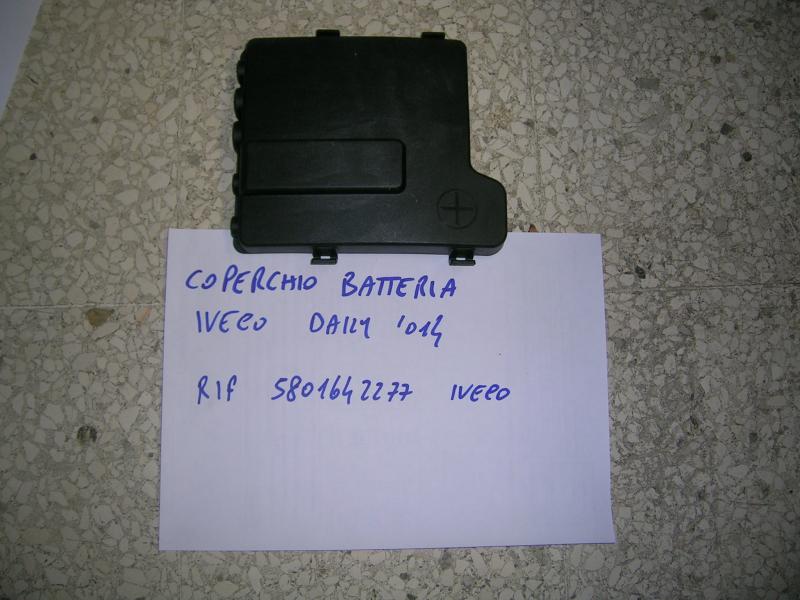 COPERCHIO BATTERIA
IVECO DAILY '014
RIF 5801642277 IVECO